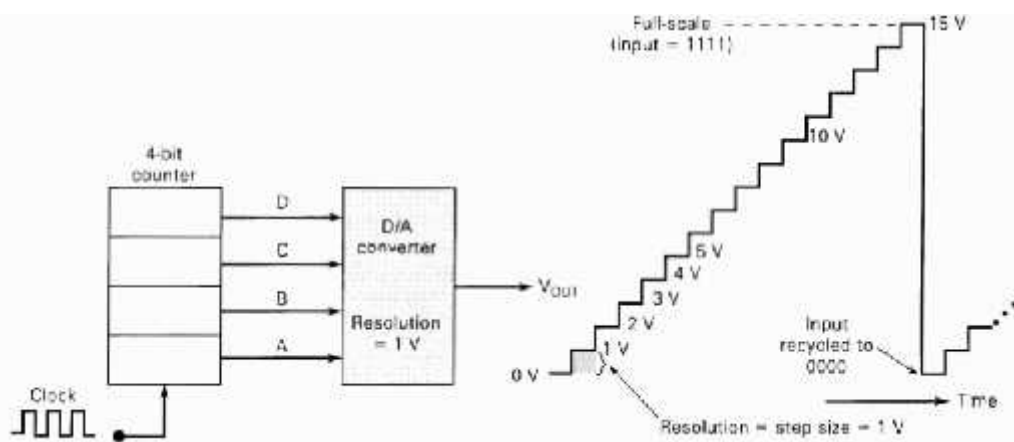 4-bit
counter
D
C
B
A
Clock
D/A
converter
Resolution
= 1 V
VOUT
Full-scale
(input = 1111)
15 V
10 V
5 V
4 V
3 V
2 V
1 V
0 V
Input
recycled to
0000
Time
Resolution = step size = 1 V